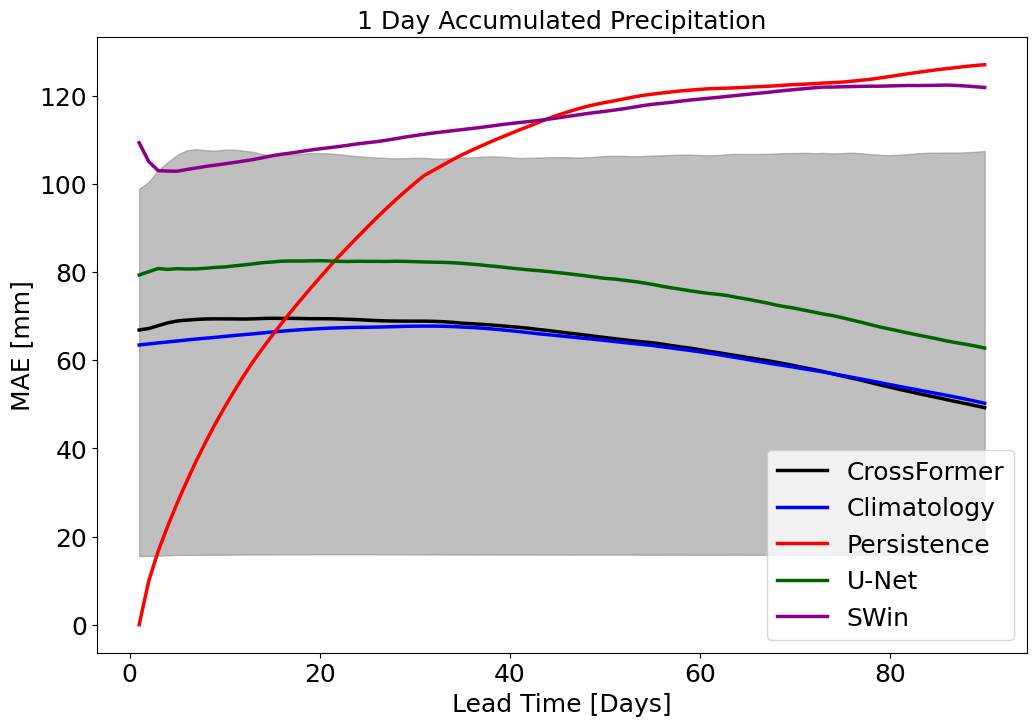 1 Day Accumulated Precipitation
MAE [mm]
120
100
80
60
40
20
0
0 20 40 60 80
Lead Time [Days]
CrossFormer
Climatology
Persistence
U-Net
SWin